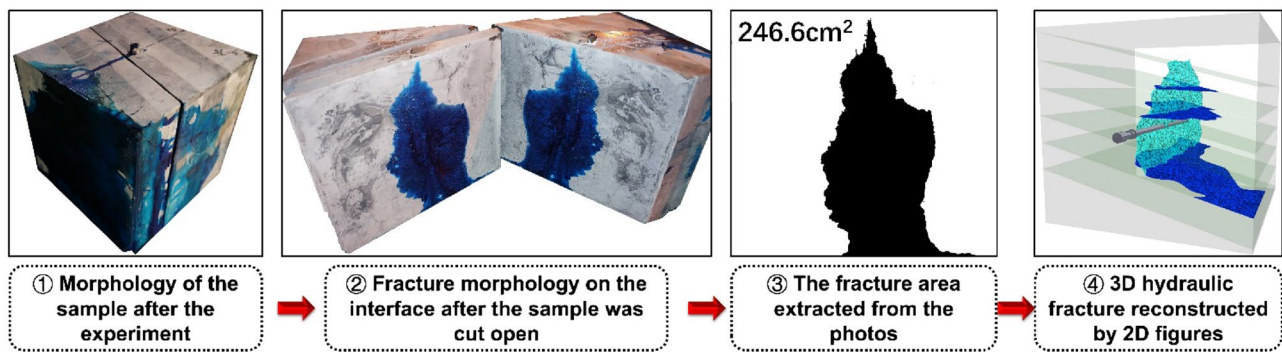 246.6cm²
① Morphology of the
sample after the
experiment
② Fracture morphology on the
interface after the sample was
cut open
③ The fracture area
extracted from the
photos
④ 3D hydraulic
fracture reconstructed
by 2D figures